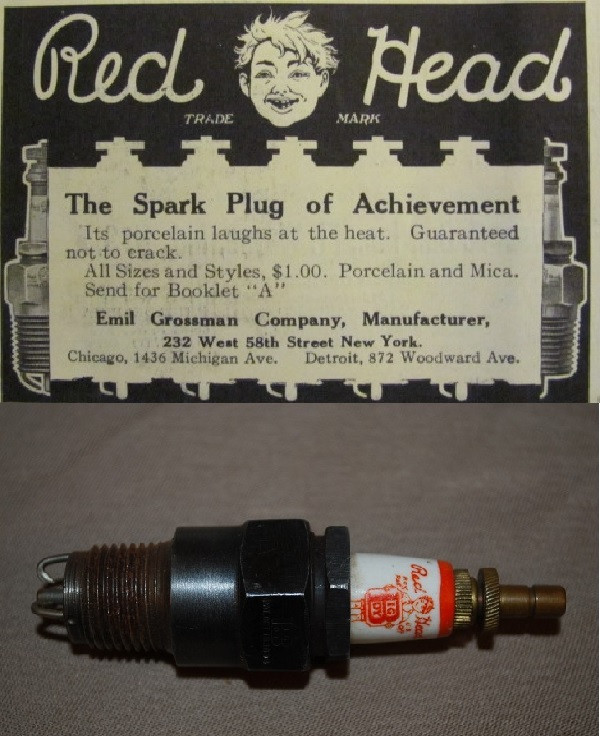 Red Head
TRADE MARK
The Spark Plug of Achievement
Its porcelain laughs at the heat. Guaranteed
not to crack.
All Sizes and Styles, $1.00. Porcelain and Mica.
Send for Booklet "A"
Emil Grossman Company, Manufacturer,
232 West 58th Street New York.
Chicago, 1436 Michigan Ave. Detroit, 872 Woodward Ave.
Red
Head